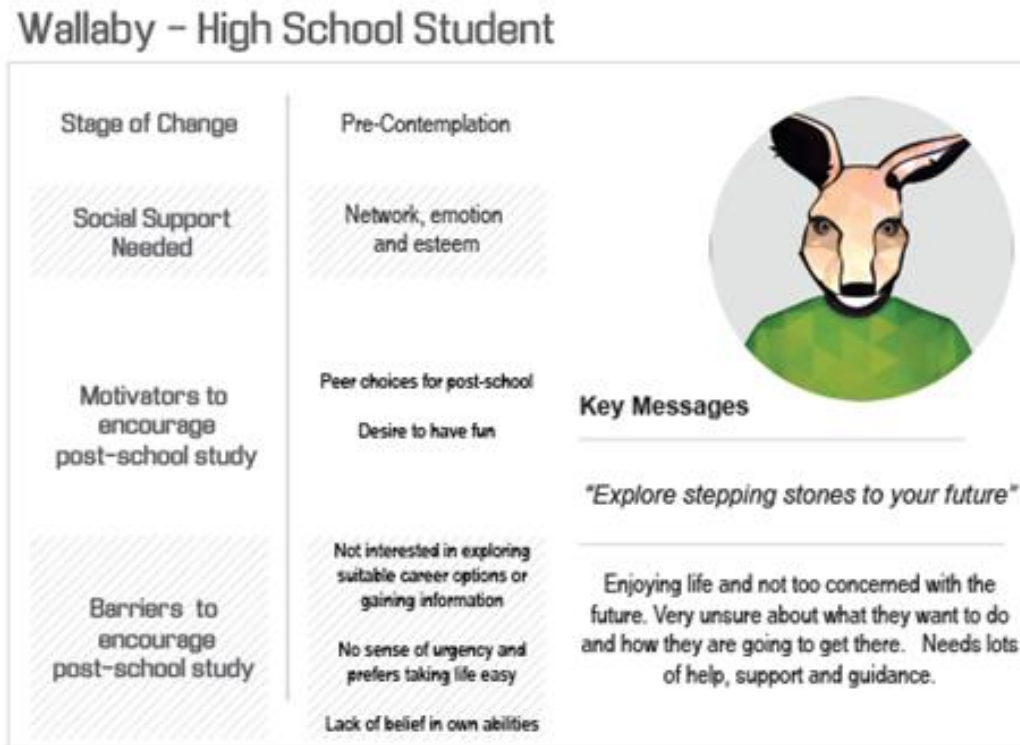 Wallaby – High School Student
Stage of Change
Pre-Contemplation
Social Support
Needed
Network, emotion
and esteem
Motivators to
encourage
post-school study
Peer choices for post-school
Desire to have fun
Barriers to
encourage
post-school study
Not interested in exploring
suitable career options or
gaining information
No sense of urgency and
prefers taking life easy
Lack of belief in own abilities
Key Messages
"Explore stepping stones to your future"
Enjoying life and not too concerned with the
future. Very unsure about what they want to do
and how they are going to get there. Needs lots
of help, support and guidance.